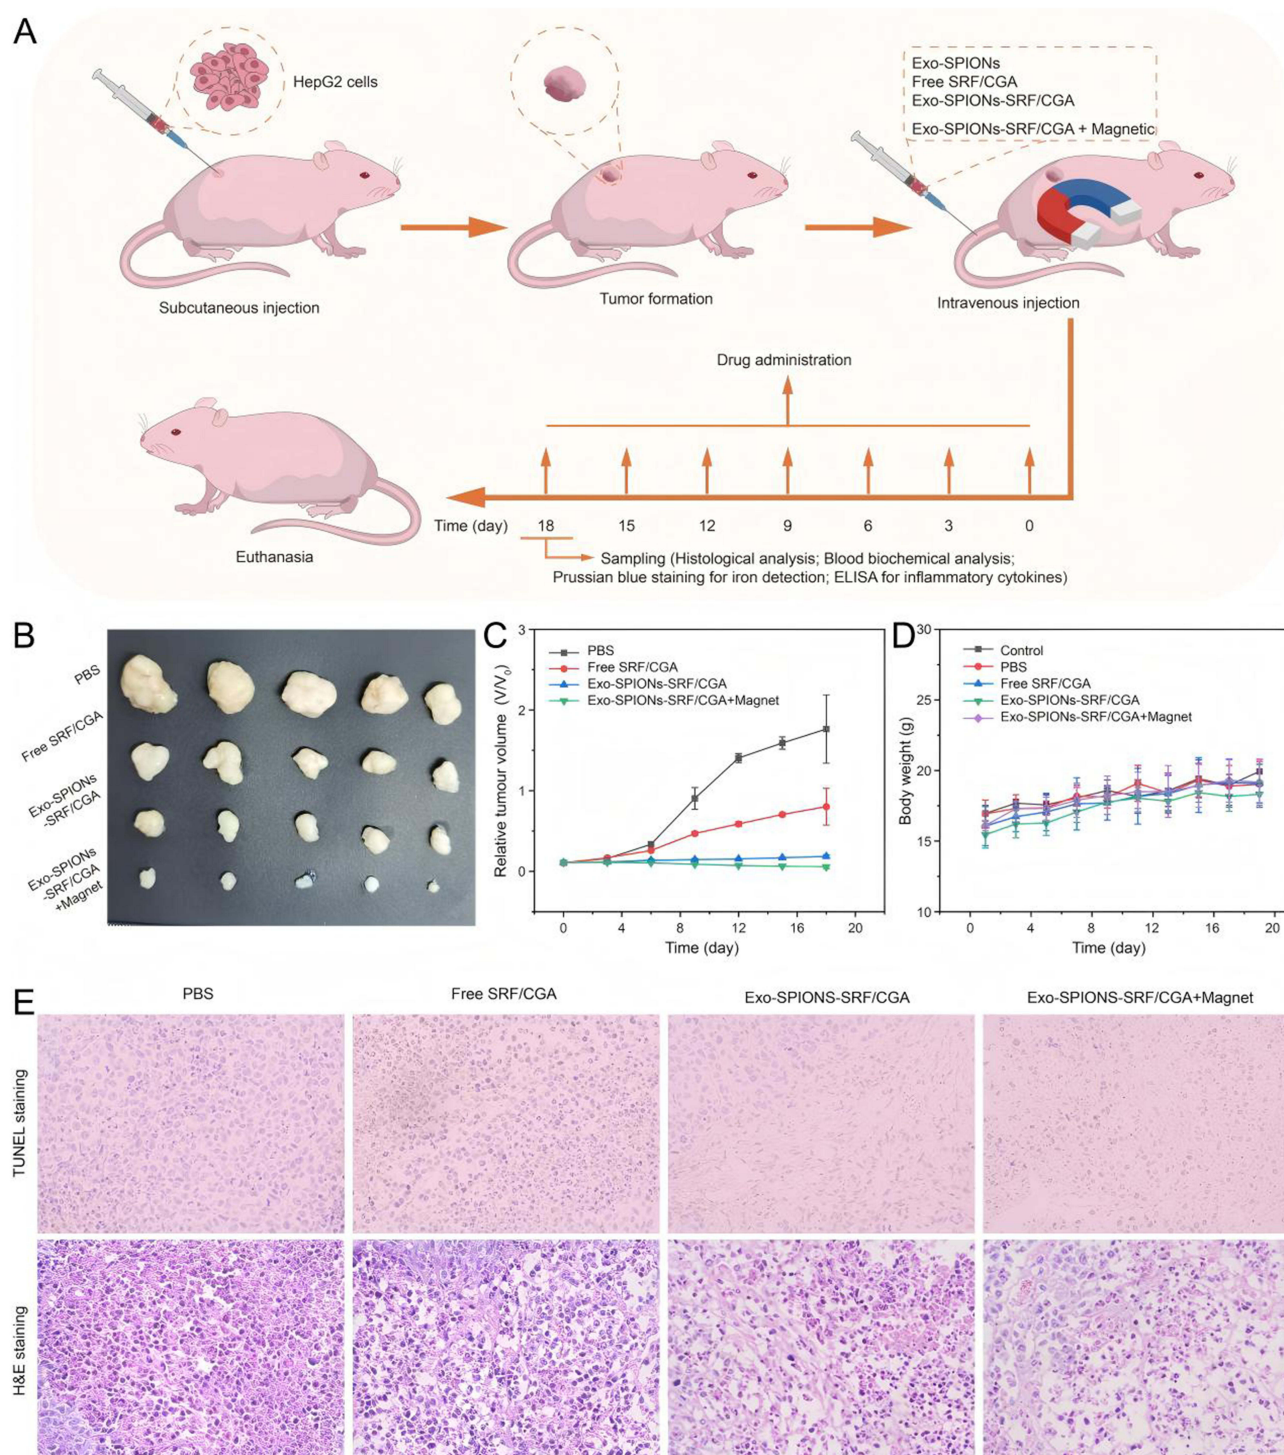 A
HepG2 cells
Exo-SPIONs
Free SRF/CGA
Exo-SPIONs-SRF/CGA
Exo-SPIONs-SRF/CGA + Magnetic
Subcutaneous injection
Tumor formation
Intravenous injection
Drug administration
Time (day) 18 15 12 9 6 3 0
Euthanasia
Sampling (Histological analysis; Blood biochemical analysis;
Prussian blue staining for iron detection; ELISA for inflammatory cytokines)
B
PBS
Free SRF/CGA
Exo-SPIONs
-SRF/CGA
Exo-SPIONs
-SRF/CGA
+Magnet
C
Relative tumour volume (V/V₀)
3
2
1
0
PBS
Free SRF/CGA
Exo-SPIONs-SRF/CGA
Exo-SPIONs-SRF/CGA+Magnet
0 4 8 12 16 20
Time (day)
D
Body weight (g)
30
25
20
15
10
Control
PBS
Free SRF/CGA
Exo-SPIONs-SRF/CGA
Exo-SPIONs-SRF/CGA+Magnet
0 4 8 12 16 20
Time (day)
E
PBS Free SRF/CGA Exo-SPIONS-SRF/CGA Exo-SPIONS-SRF/CGA+Magnet
TUNEL staining
H&E staining